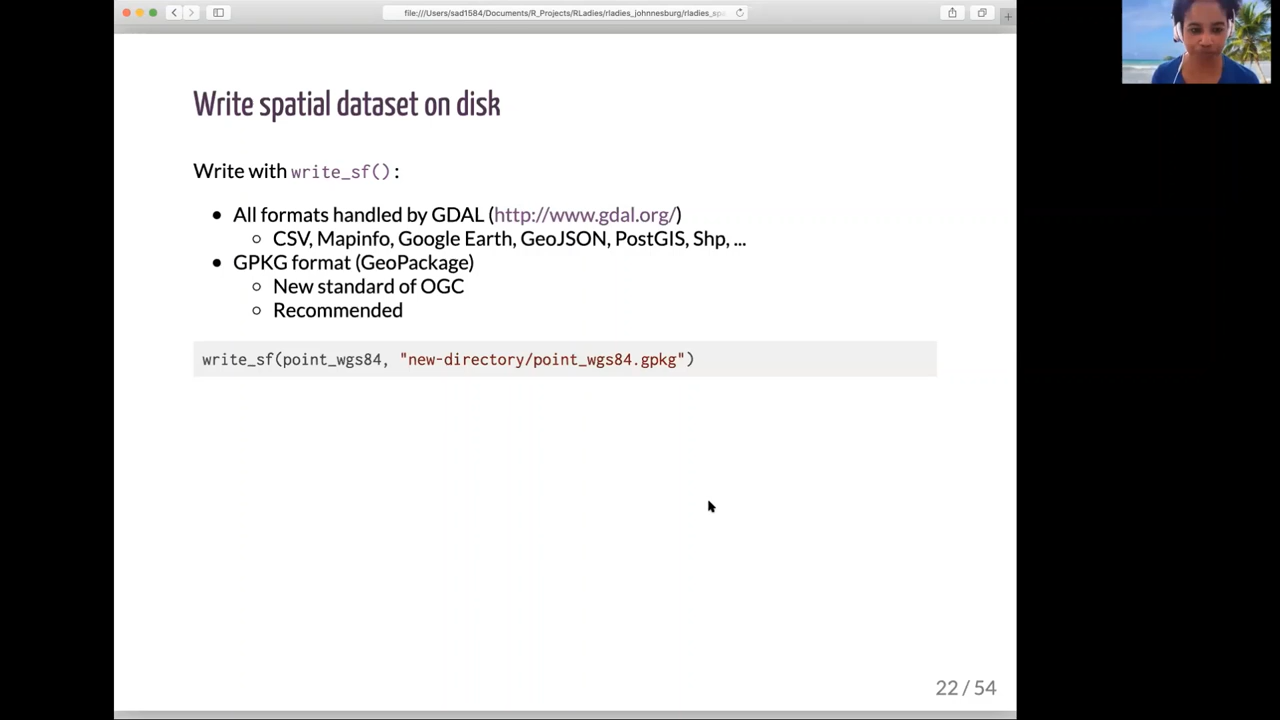 file:///Users/sad1584/Documents/R_Projects/RLadies/rladies_johnnesburg/rladies_spa
Write spatial dataset on disk
Write with write_sf() :
All formats handled by GDAL (http://www.gdal.org/)
CSV, Mapinfo, Google Earth, GeoJSON, PostGIS, Shp, ...
GPKG format (GeoPackage)
New standard of OGC
Recommended
write_sf(point_wgs84, "new-directory/point_wgs84.gpkg")
22 / 54